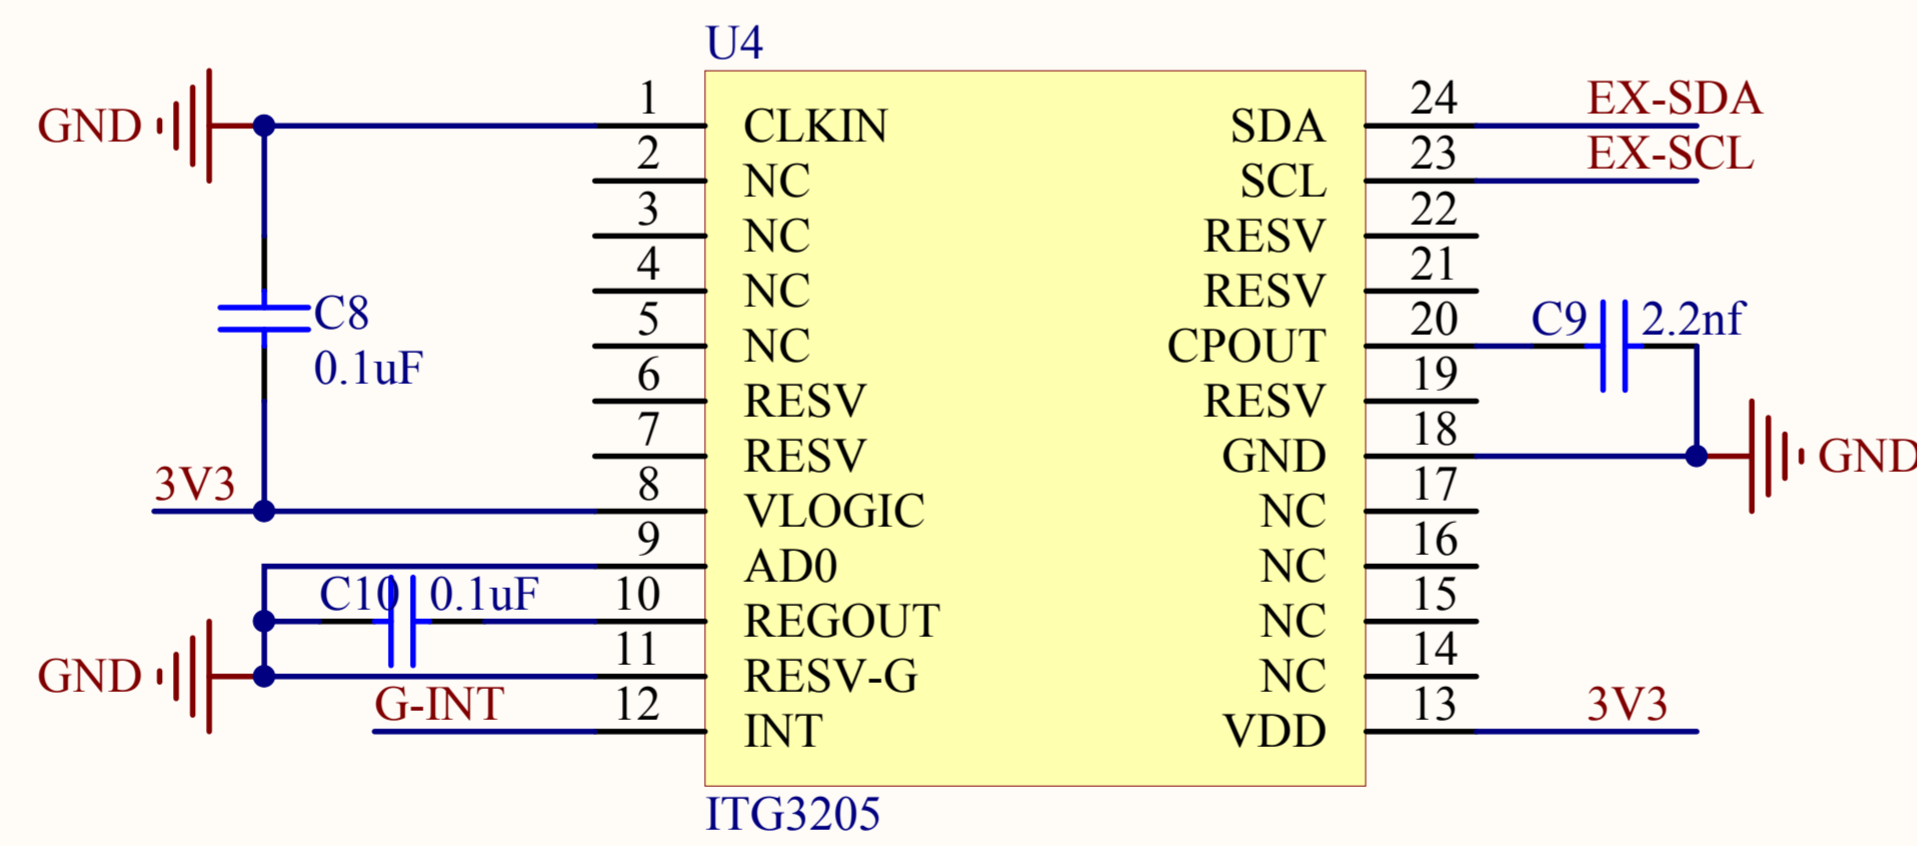 U4
GND 1 CLKIN SDA 24 EX-SDA
2 NC SCL 23 EX-SCL
3 NC RESV 22
4 NC RESV 21
C8 5 NC CPOUT 20 C9 2.2nf
0.1uF 6 RESV RESV 19
7 RESV GND 18 GND
3V3 8 VLOGIC NC 17
9 AD0 NC 16
C10 0.1uF 10 REGOUT NC 15
GND 11 RESV-G NC 14
G-INT 12 INT VDD 13 3V3
ITG3205